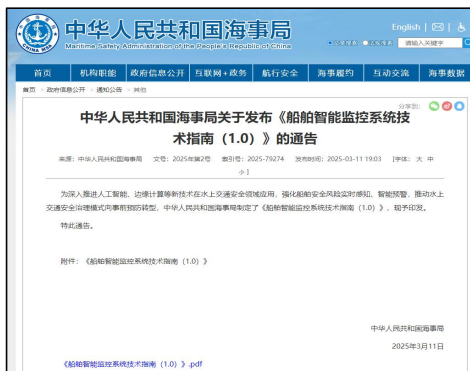 中华人民共和国海事局
Maritime Safety Administration of the People's Republic of China
CHINA MSA
English
请输入关键字
首页 机构职能 政府信息公开 互联网+政务 航行安全 海事履约 互动交流 海事数据
首页 > 政府信息公开 > 通知公告 > 其他
分享到：
中华人民共和国海事局关于发布《船舶智能监控系统技
术指南（1.0）》的通告
来源：中华人民共和国海事局 文号：2025年第2号 索引号：2025-79274 发布时间：2025-03-11 19:03 [字体： 大 中
小 ]
为深入推进人工智能、边缘计算等新技术在水上交通安全领域应用，强化船舶安全风险实时感知、智能预警，推动水上
交通安全治理模式向事前预防转型，中华人民共和国海事局制定了《船舶智能监控系统技术指南（1.0）》，现予印发。
特此通告。
附件：《船舶智能监控系统技术指南（1.0）》
中华人民共和国海事局
2025年3月11日
《船舶智能监控系统技术指南（1.0）》.pdf